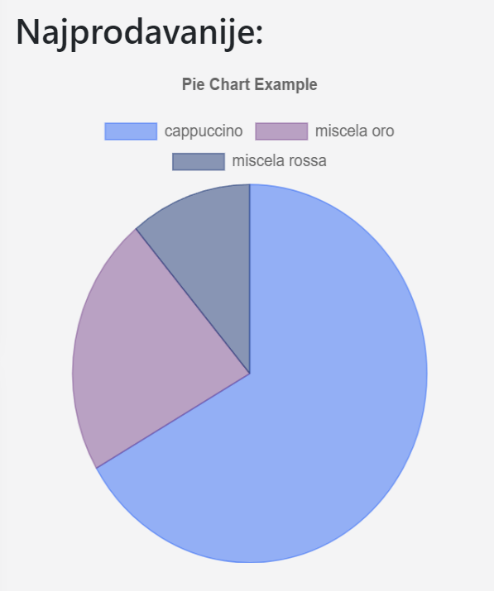 Najprodavanije:
Pie Chart Example
cappuccino miscela oro
miscela rossa